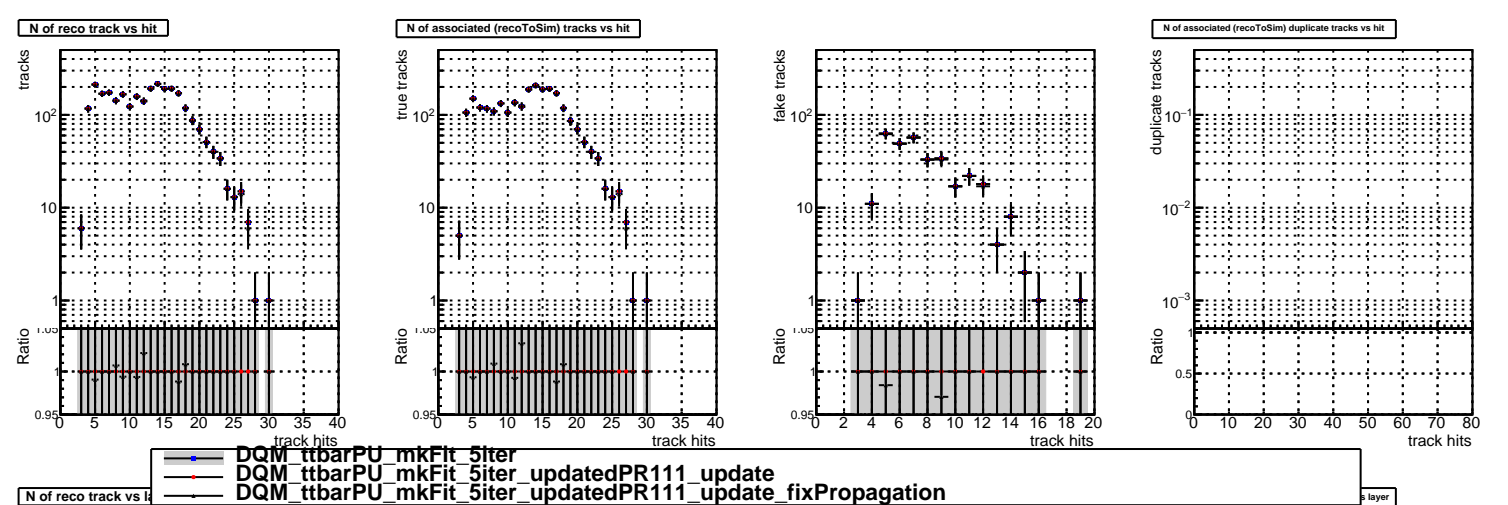 N of reco track vs hit
N of associated (recoToSim) tracks vs hit
N of associated (recoToSim) duplicate tracks vs hit
tracks
10²
10
1
Ratio
1.05
1
0.95
0 5 10 15 20 25 30 35 40
track hits
true tracks
10²
10
1
Ratio
1.05
1
0.95
0 5 10 15 20 25 30 35 40
track hits
fake tracks
10²
10
1
Ratio
1.05
1
0.95
0 2 4 6 8 10 12 14 16 18 20
track hits
duplicate tracks
10⁻¹
10⁻²
10⁻³
Ratio
1
0.5
0
0 10 20 30 40 50 60 70 80
track hits
DQM_ttbarPU_mkFit_5iter
DQM_ttbarPU_mkFit_5iter_updatedPR111_update
DQM_ttbarPU_mkFit_5iter_updatedPR111_update_fixPropagation
N of reco track vs
layer